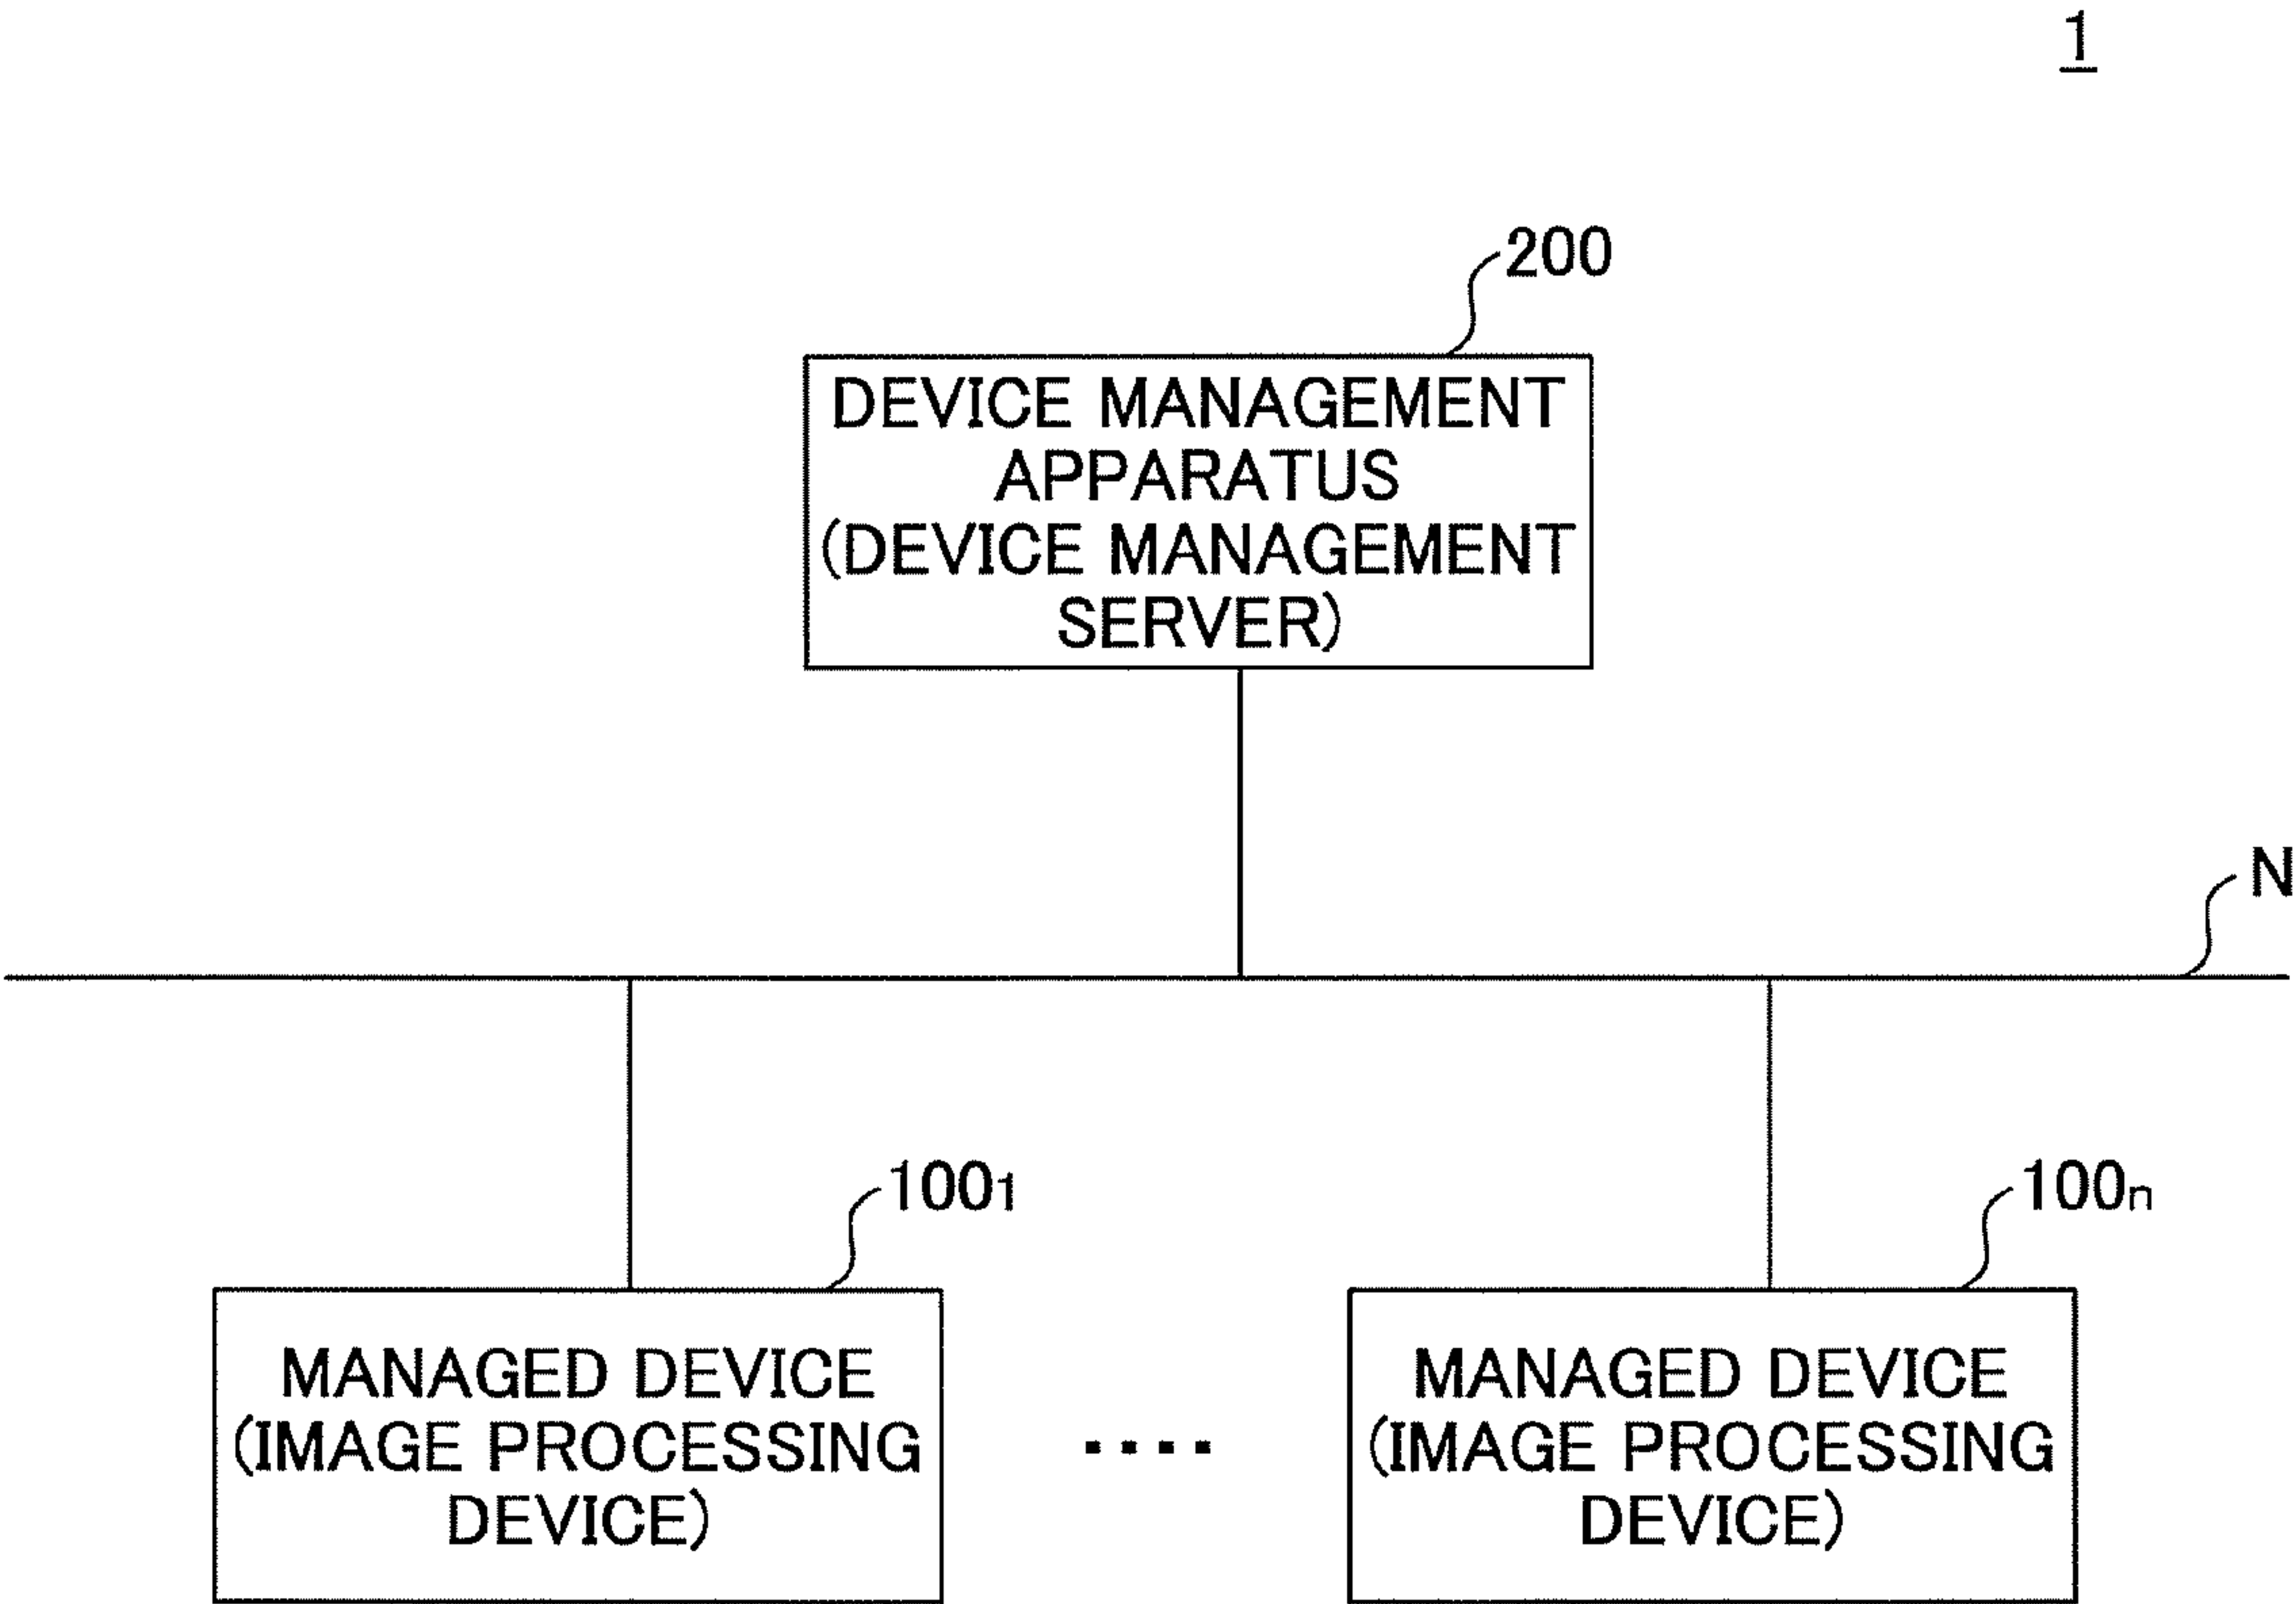 1
200
DEVICE MANAGEMENT
APPARATUS
(DEVICE MANAGEMENT
SERVER)
N
100₁
100ₙ
MANAGED DEVICE
(IMAGE PROCESSING
DEVICE)
....
MANAGED DEVICE
(IMAGE PROCESSING
DEVICE)